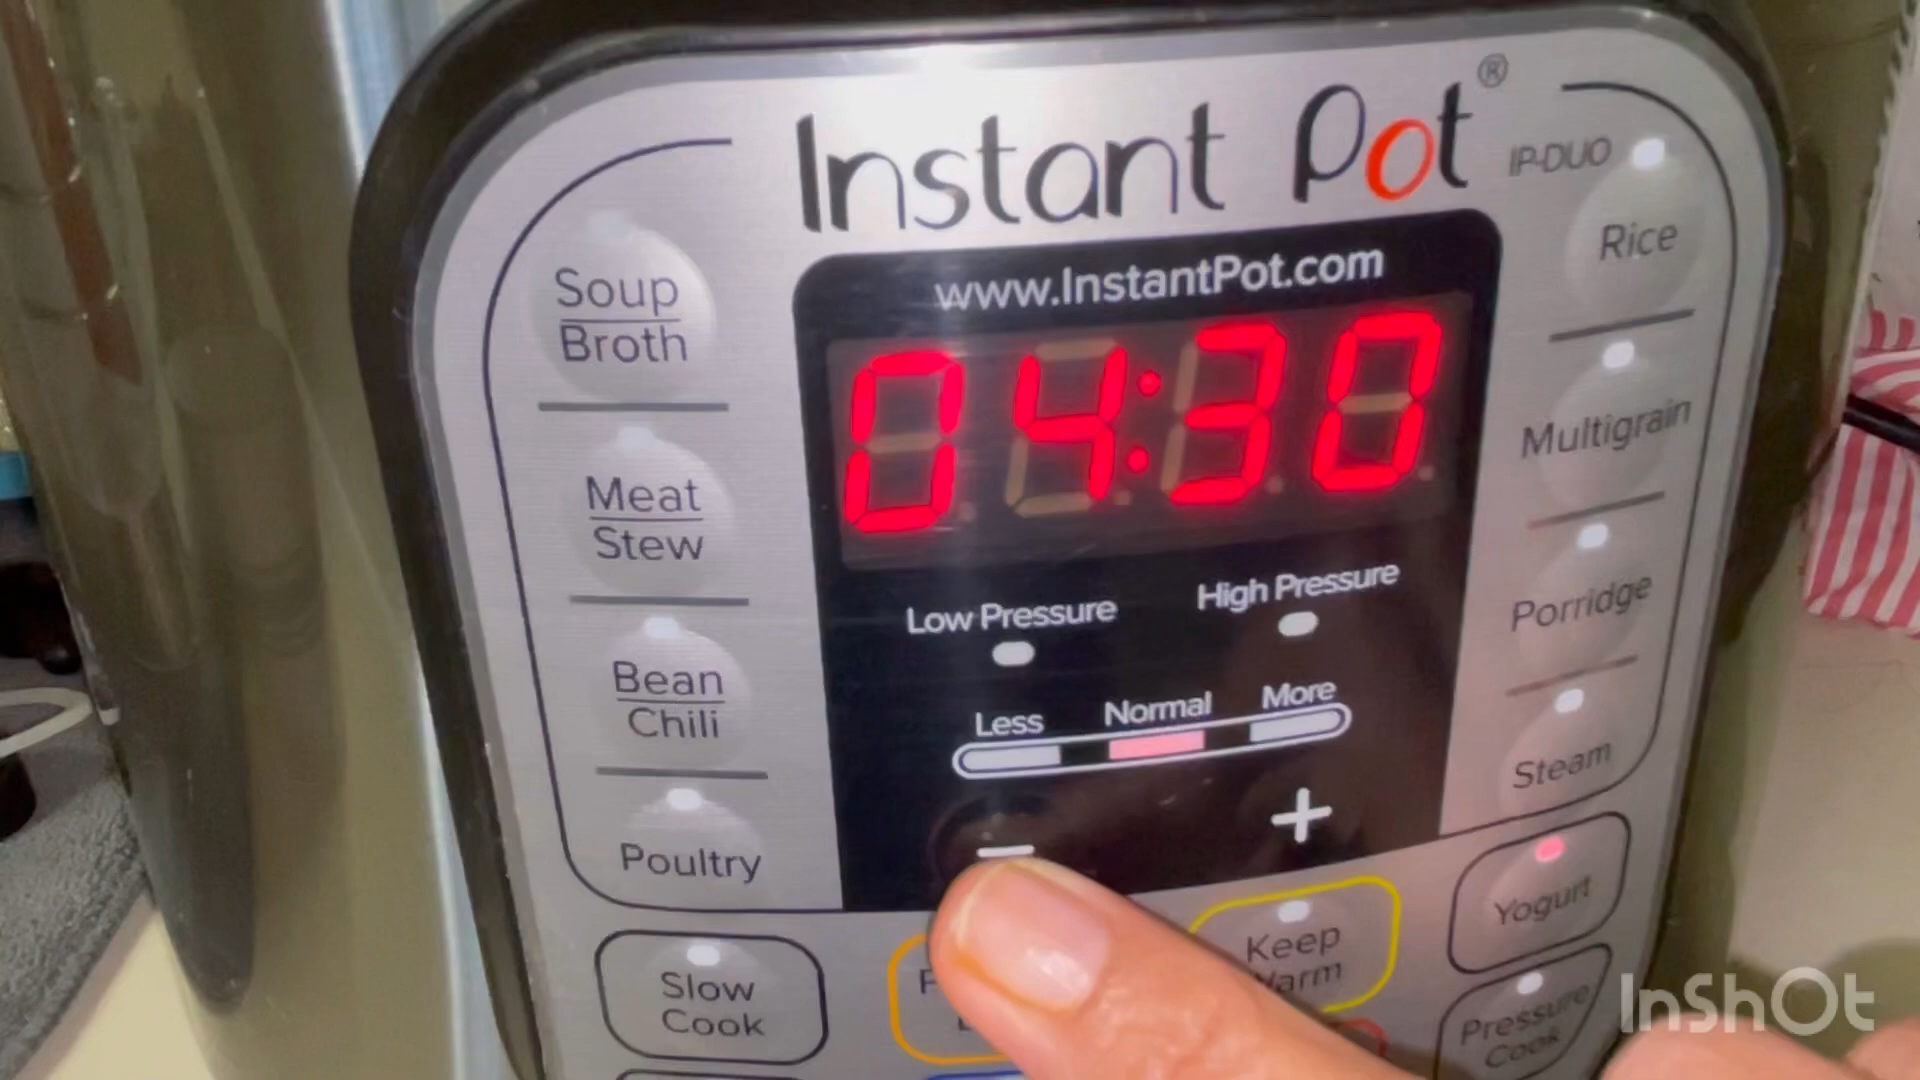 Instant Pot®
IP-DUO
www.InstantPot.com
04:30
Soup
Broth
Meat
Stew
Bean
Chili
Poultry
Rice
Multigrain
Porridge
Steam
Low Pressure
High Pressure
Less
Normal
More
−
+
Slow
Cook
Keep
Warm
Yogurt
Pressure
Cook
InShOt